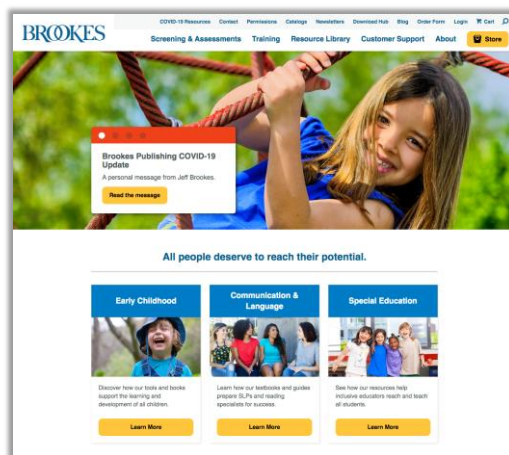 COVID-19 Resources Contact Permissions Catalogs Newsletters Download Hub Blog Order Form Login Cart
BROOKES
Screening & Assessments Training Resource Library Customer Support About Store
Brookes Publishing COVID-19
Update
A personal message from Jeff Brookes.
Read the message
All people deserve to reach their potential.
Early Childhood
Discover how our tools and books
support the learning and
development of all children.
Learn More
Communication &
Language
Learn how our textbooks and guides
prepare SLPs and reading
specialists for success.
Learn More
Special Education
See how our resources help
inclusive educators reach and teach
all students.
Learn More